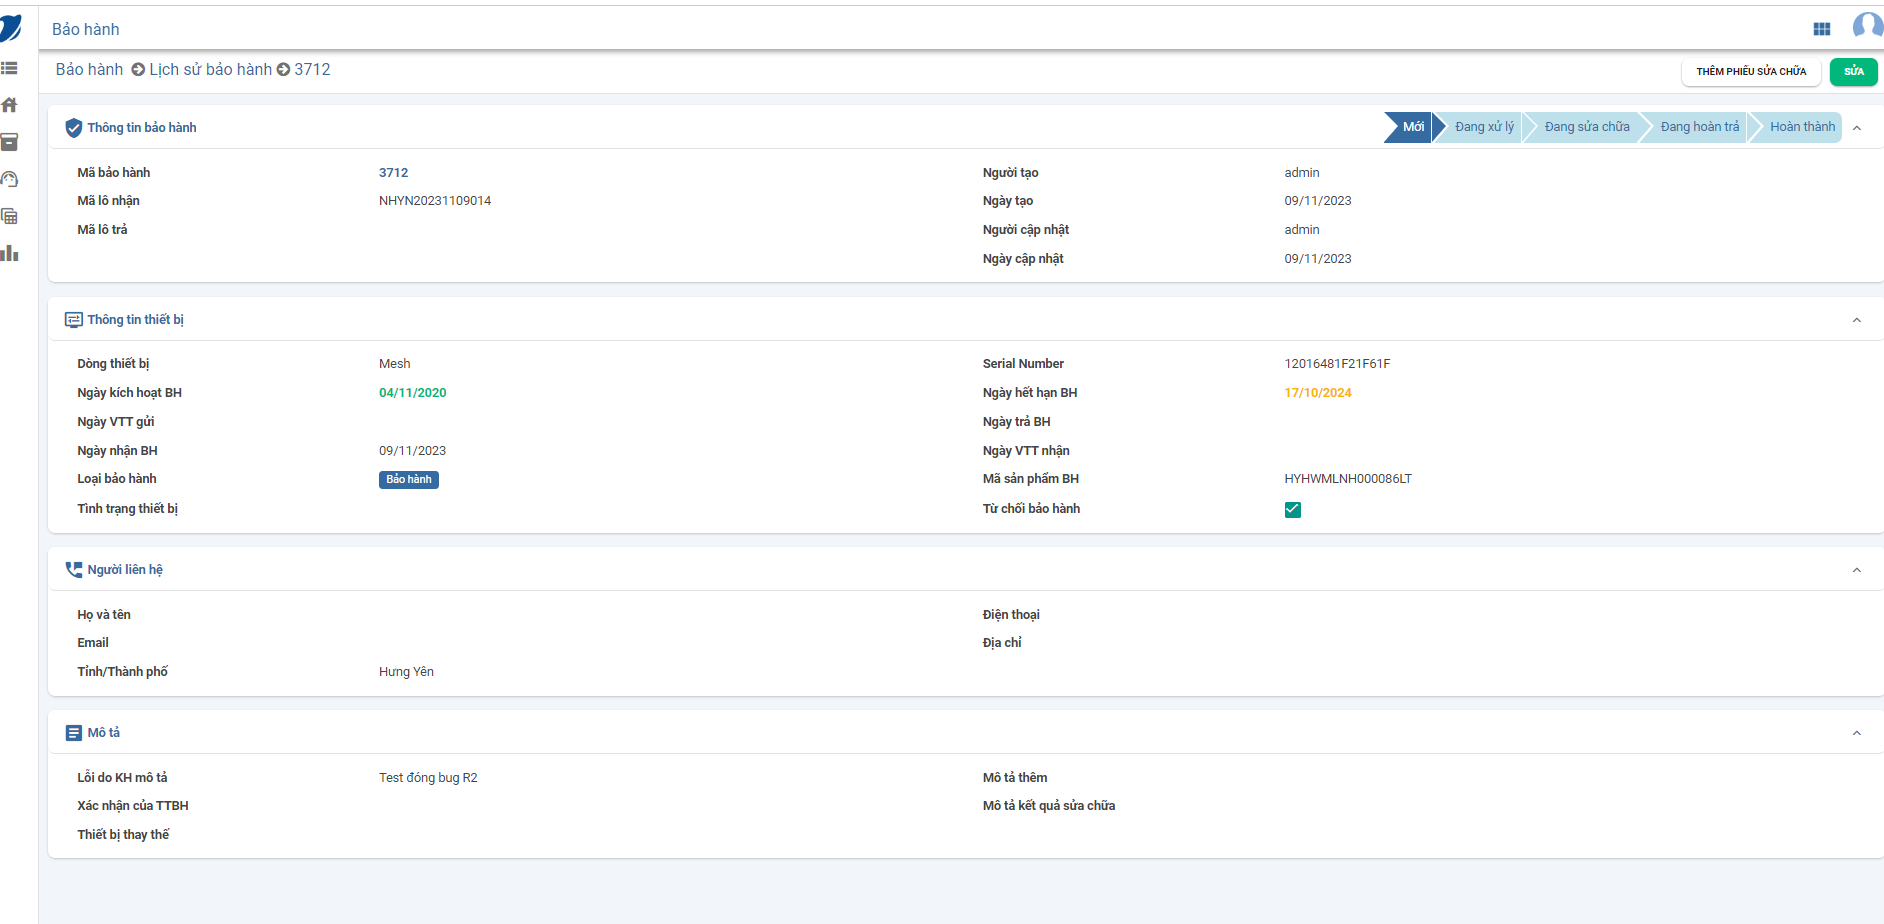 Bảo hành
Bảo hành Lịch sử bảo hành 3712
THÊM PHIẾU SỬA CHỮA SỬA
Thông tin bảo hành Mới Đang xử lý Đang sửa chữa Đang hoàn trả Hoàn thành
Mã bảo hành 3712 Người tạo admin
Mã lô nhận NHYN20231109014 Ngày tạo 09/11/2023
Mã lô trả Người cập nhật admin
Ngày cập nhật 09/11/2023
Thông tin thiết bị
Dòng thiết bị Mesh Serial Number 12016481F21F61F
Ngày kích hoạt BH 04/11/2020 Ngày hết hạn BH 17/10/2024
Ngày VTT gửi Ngày trả BH
Ngày nhận BH 09/11/2023 Ngày VTT nhận
Loại bảo hành Bảo hành Mã sản phẩm BH HYHWMLNH000086LT
Tình trạng thiết bị Từ chối bảo hành
Người liên hệ
Họ và tên Điện thoại
Email Địa chỉ
Tỉnh/Thành phố Hưng Yên
Mô tả
Lỗi do KH mô tả Test đóng bug R2 Mô tả thêm
Xác nhận của TTBH Mô tả kết quả sửa chữa
Thiết bị thay thế